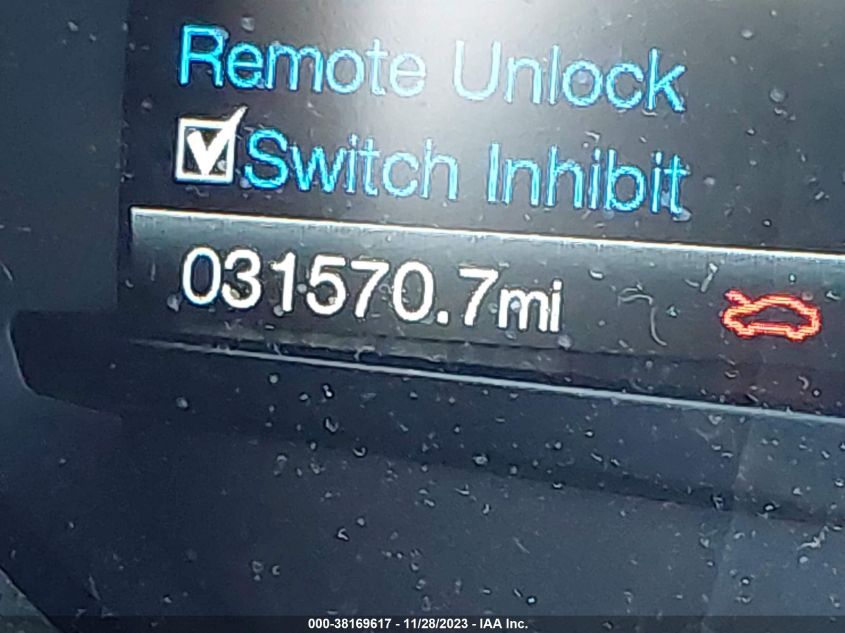 Remote Unlock
Switch Inhibit
031570.7mi
000-38169617 - 11/28/2023 - IAA Inc.